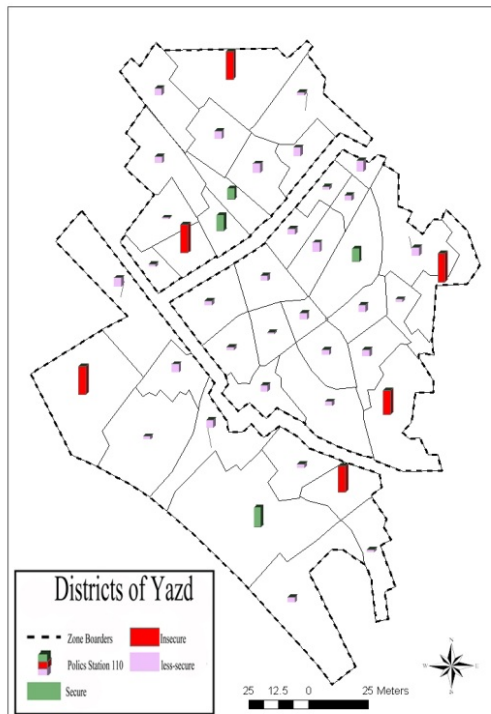 N
W
E
S
Districts of Yazd
Zone Boarders
Insecure
Polics Station 110
less-secure
Secure
25 12.5 0 25 Meters